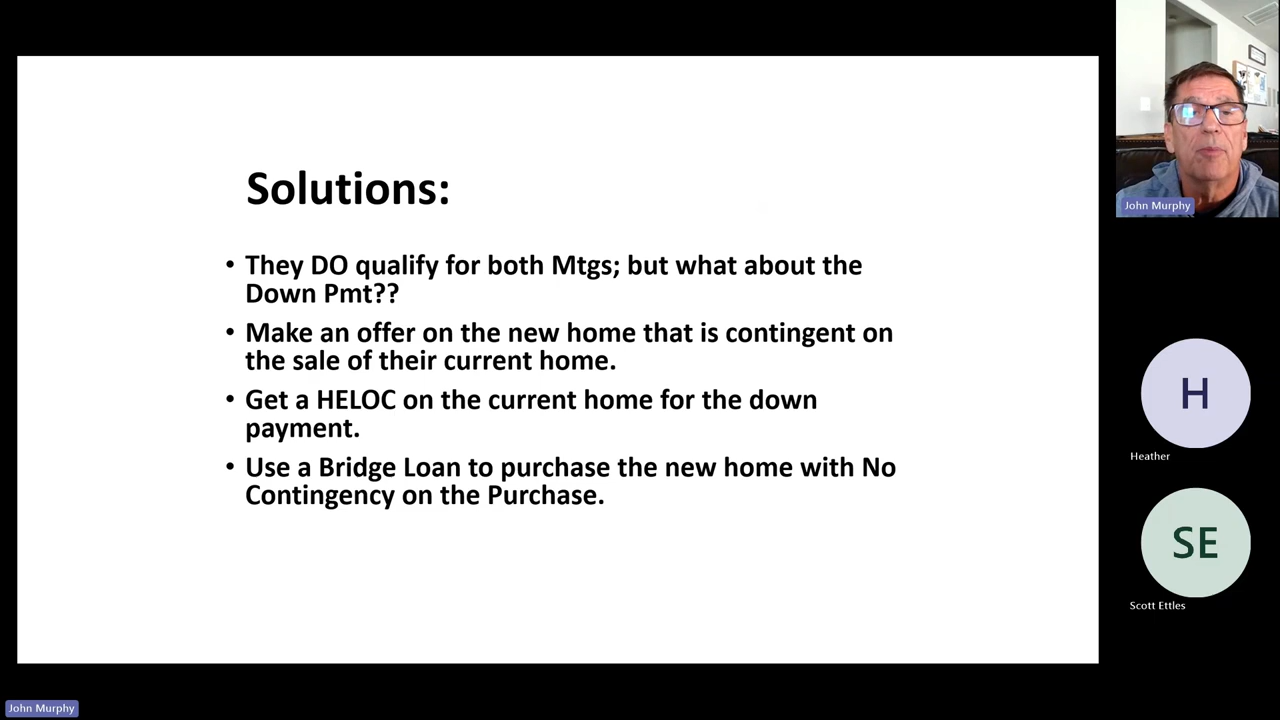 Solutions:
• They DO qualify for both Mtgs; but what about the
Down Pmt??
• Make an offer on the new home that is contingent on
the sale of their current home.
• Get a HELOC on the current home for the down
payment.
• Use a Bridge Loan to purchase the new home with No
Contingency on the Purchase.
John Murphy
H
Heather
SE
Scott Ettles
John Murphy